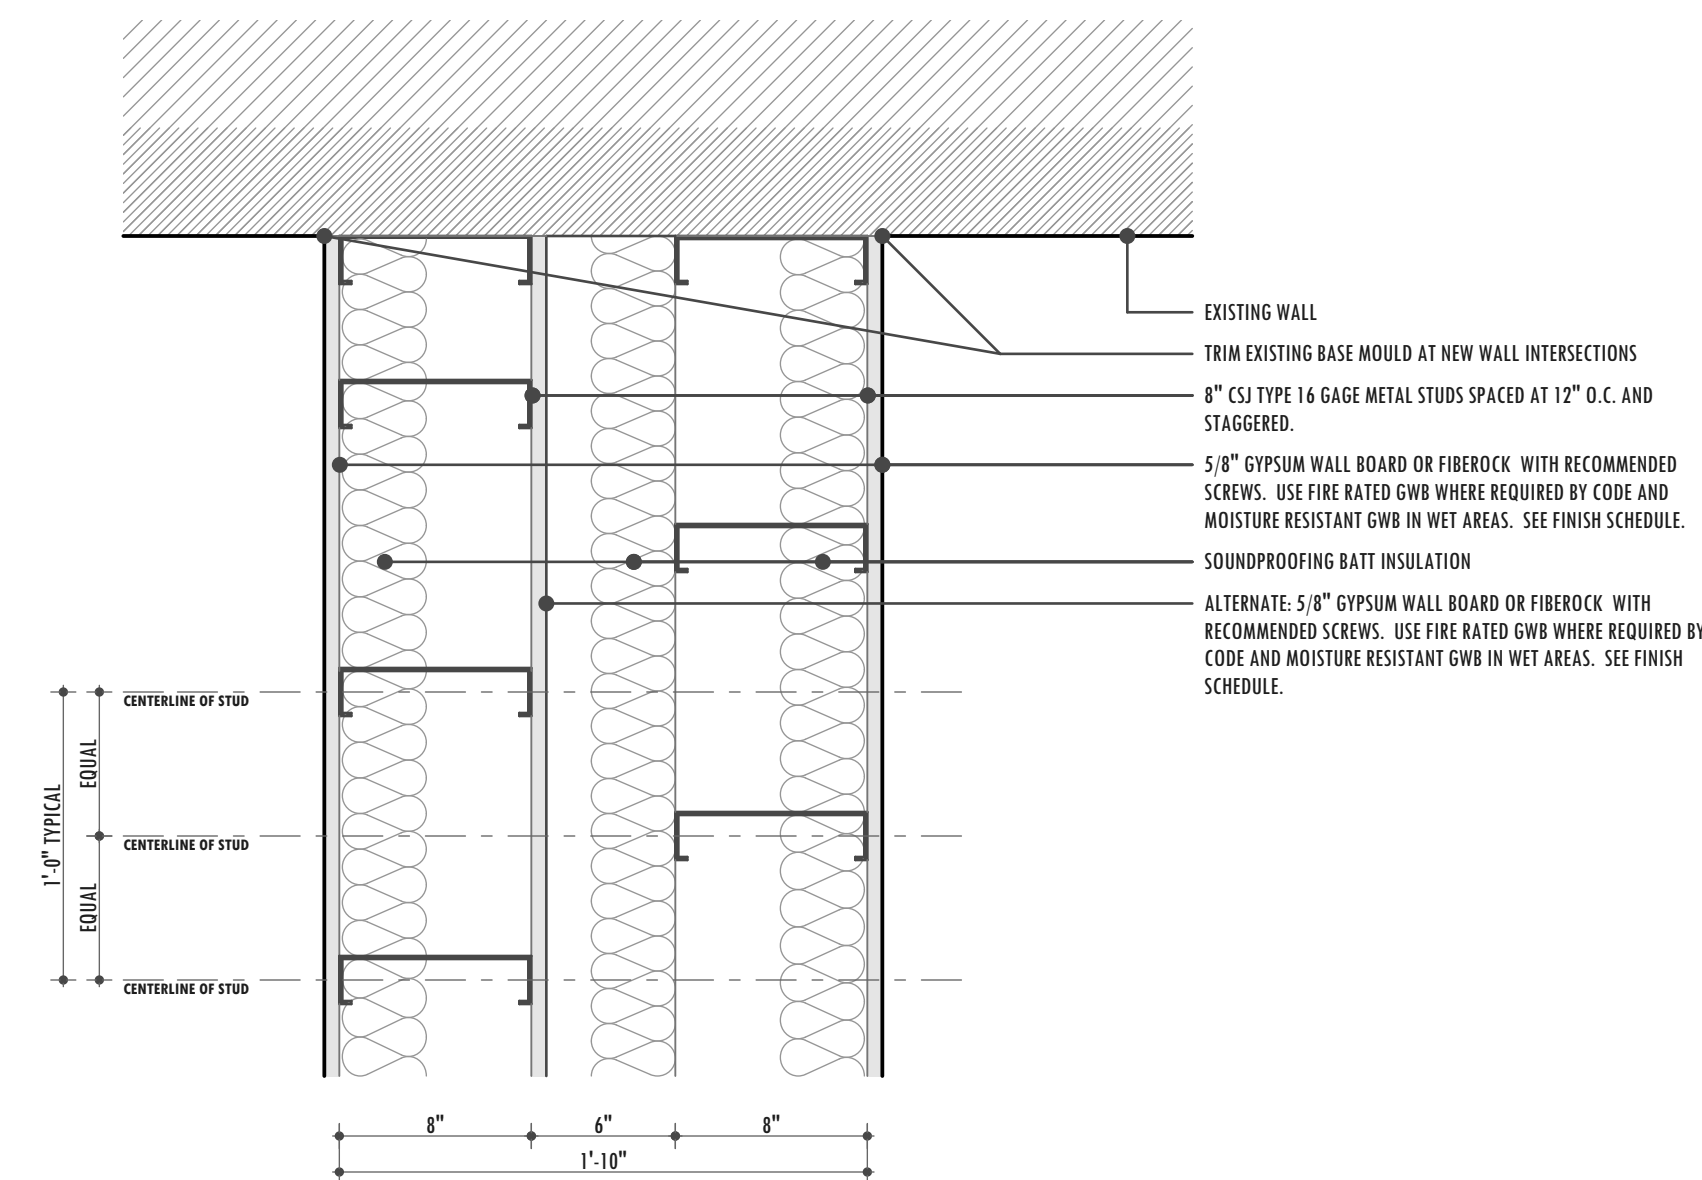 EXISTING WALL
TRIM EXISTING BASE MOULD AT NEW WALL INTERSECTIONS
8" CSJ TYPE 16 GAGE METAL STUDS SPACED AT 12" O.C. AND
STAGGERED.
5/8" GYPSUM WALL BOARD OR FIBEROCK WITH RECOMMENDED
SCREWS. USE FIRE RATED GWB WHERE REQUIRED BY CODE AND
MOISTURE RESISTANT GWB IN WET AREAS. SEE FINISH SCHEDULE.
SOUNDPROOFING BATT INSULATION
ALTERNATE: 5/8" GYPSUM WALL BOARD OR FIBEROCK WITH
RECOMMENDED SCREWS. USE FIRE RATED GWB WHERE REQUIRED BY
CODE AND MOISTURE RESISTANT GWB IN WET AREAS. SEE FINISH
SCHEDULE.
CENTERLINE OF STUD
EQUAL
1'-0" TYPICAL
CENTERLINE OF STUD
EQUAL
CENTERLINE OF STUD
8" 6" 8"
1'-10"